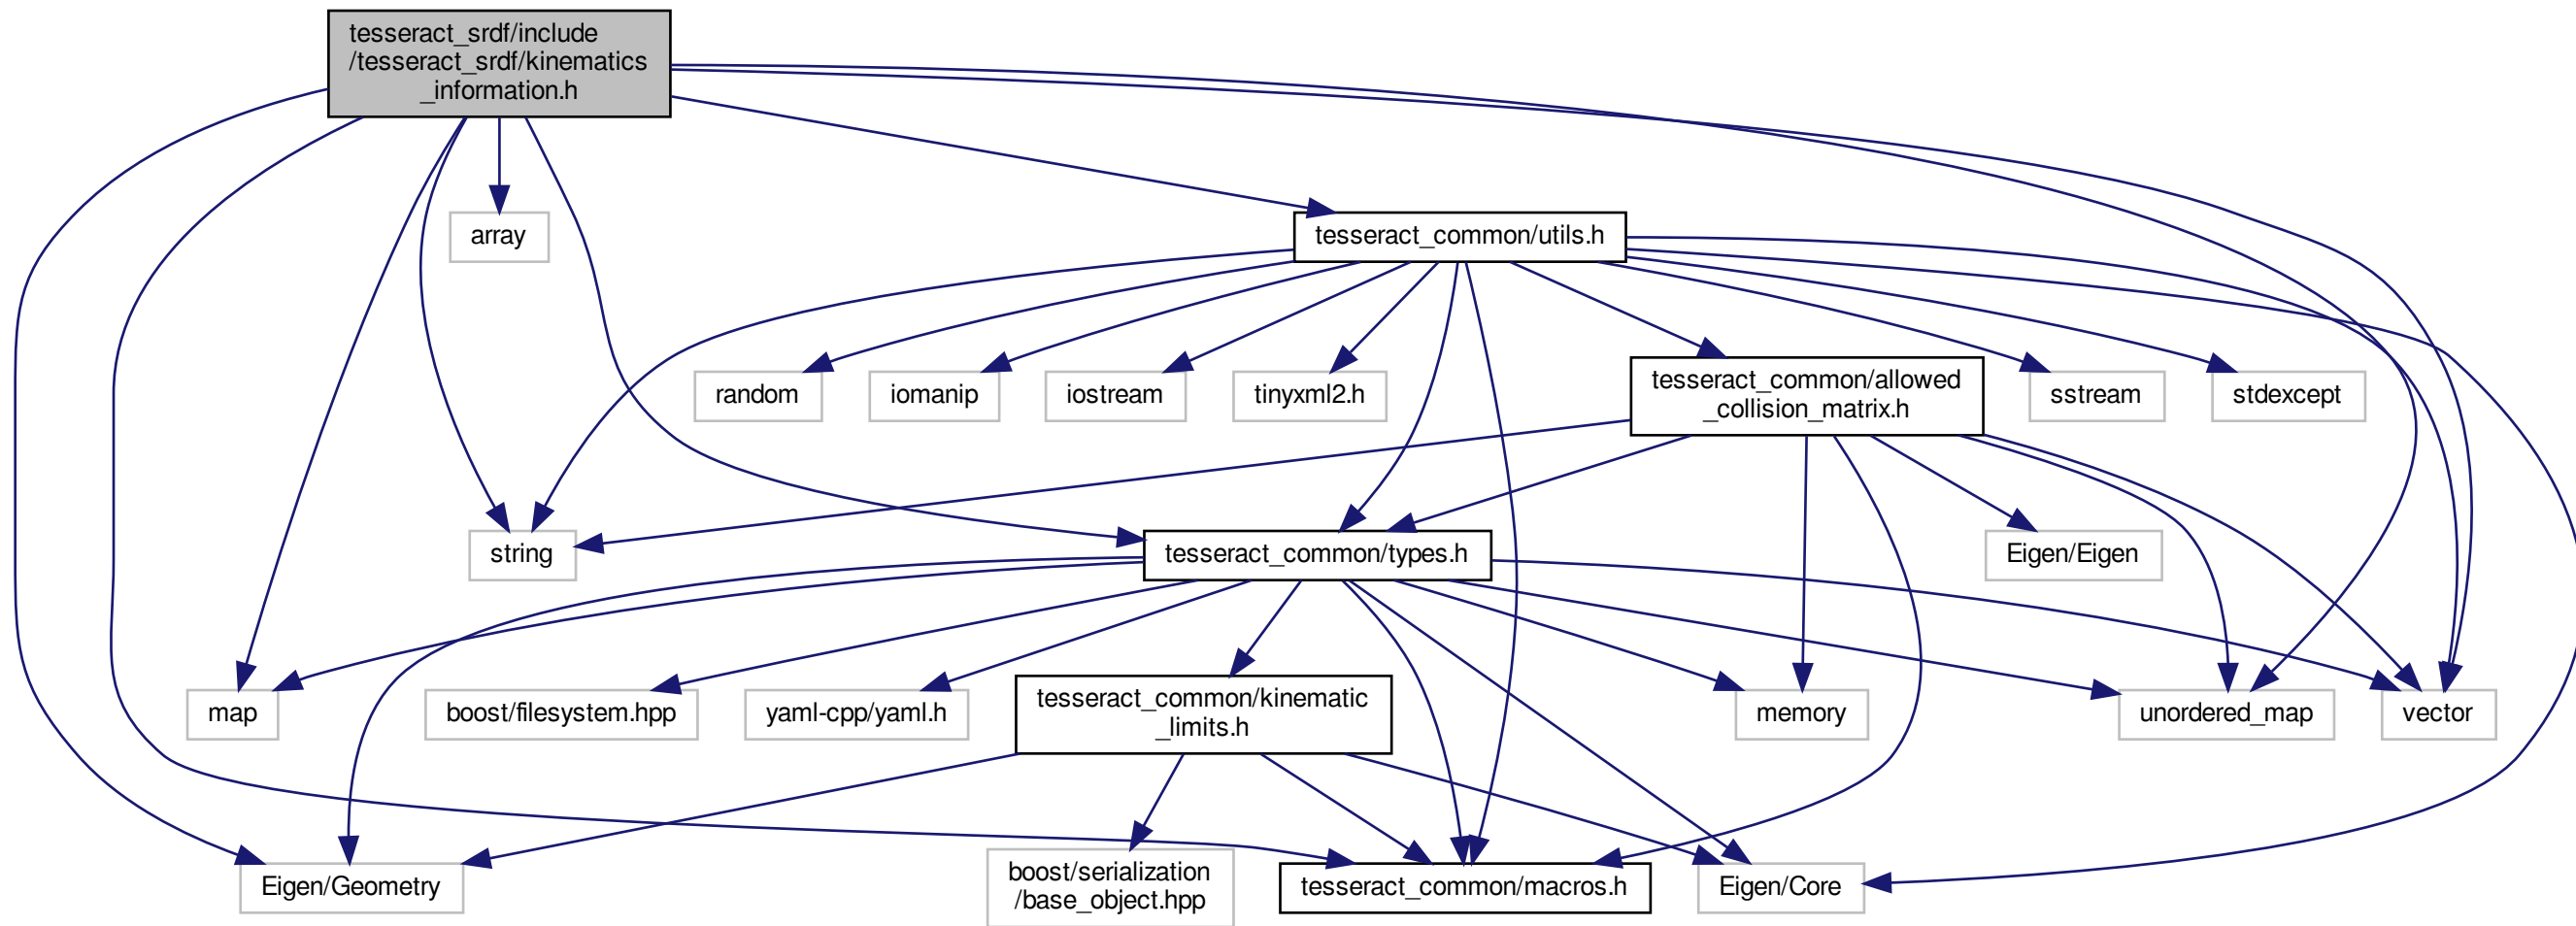 tesseract_srdf/include
/tesseract_srdf/kinematics
_information.h
array
tesseract_common/utils.h
random
iomanip
iostream
tinyxml2.h
tesseract_common/allowed
_collision_matrix.h
sstream
stdexcept
string
tesseract_common/types.h
Eigen/Eigen
map
boost/filesystem.hpp
yaml-cpp/yaml.h
tesseract_common/kinematic
_limits.h
memory
unordered_map
vector
Eigen/Geometry
boost/serialization
/base_object.hpp
tesseract_common/macros.h
Eigen/Core